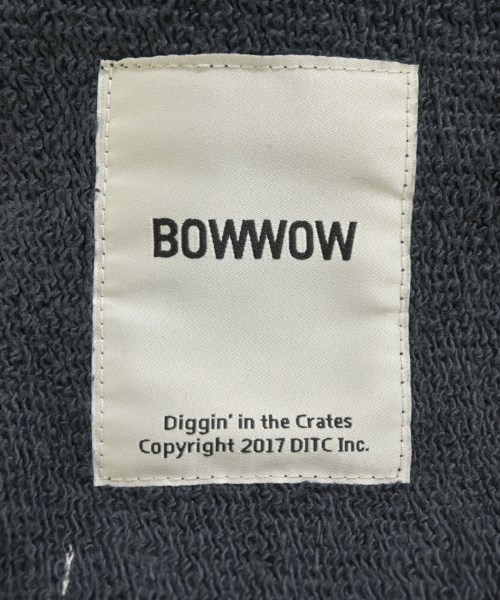 BOWWOW
Diggin' in the Crates
Copyright 2017 DITC Inc.